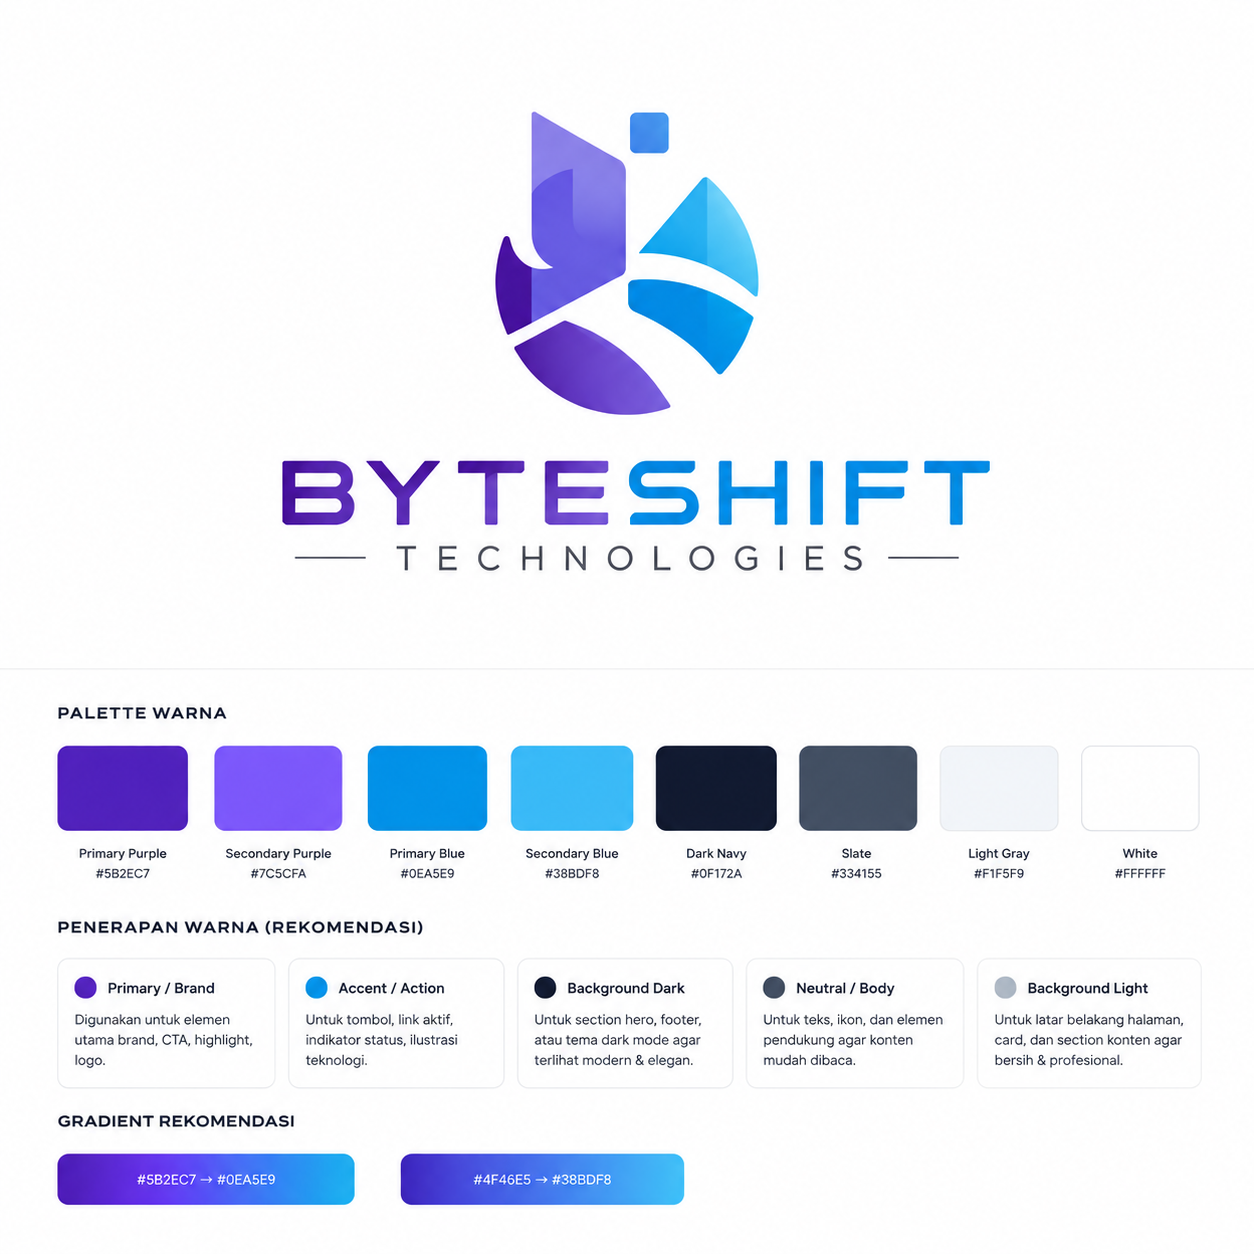 BYTESHIFT
TECHNOLOGIES
PALETTE WARNA
Primary Purple
#5B2EC7
Secondary Purple
#7C5CFA
Primary Blue
#0EA5E9
Secondary Blue
#38BDF8
Dark Navy
#0F172A
Slate
#334155
Light Gray
#F1F5F9
White
#FFFFFF
PENERAPAN WARNA (REKOMENDASI)
Primary / Brand
Digunakan untuk elemen
utama brand, CTA, highlight,
logo.
Accent / Action
Untuk tombol, link aktif,
indikator status, ilustrasi
teknologi.
Background Dark
Untuk section hero, footer,
atau tema dark mode agar
terlihat modern & elegan.
Neutral / Body
Untuk teks, ikon, dan elemen
pendukung agar konten
mudah dibaca.
Background Light
Untuk latar belakang halaman,
card, dan section konten agar
bersih & profesional.
GRADIENT REKOMENDASI
#5B2EC7 → #0EA5E9
#4F46E5 → #38BDF8